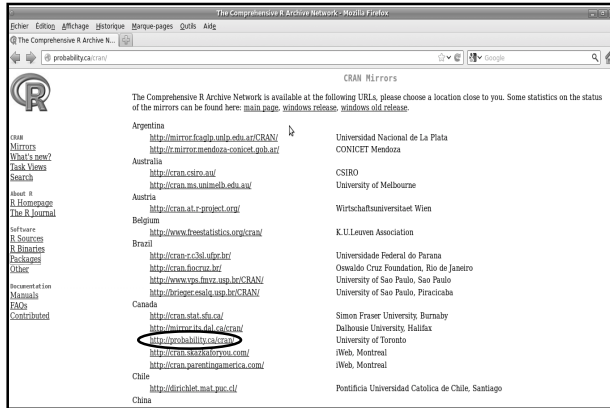 The Comprehensive R Archive Network - Mozilla Firefox
Fichier Édition Affichage Historique Marque-pages Outils Aide
The Comprehensive R Archive N...
probability.ca/cran/
Google
R
CRAN
Mirrors
What's new?
Task Views
Search
About R
R Homepage
The R Journal
Software
R Sources
R Binaries
Packages
Other
Documentation
Manuals
FAQs
Contributed
CRAN Mirrors
The Comprehensive R Archive Network is available at the following URLs, please choose a location close to you. Some statistics on the status
of the mirrors can be found here: main page, windows release, windows old release.
Argentina
http://mirror.fcaglp.unlp.edu.ar/CRAN/ Universidad Nacional de La Plata
http://r.mirror.mendoza-conicet.gob.ar/ CONICET Mendoza
Australia
http://cran.csiro.au/ CSIRO
http://cran.ms.unimelb.edu.au/ University of Melbourne
Austria
http://cran.at.r-project.org/ Wirtschaftsuniversitaet Wien
Belgium
http://www.freestatistics.org/cran/ K.U.Leuven Association
Brazil
http://cran-r.c3sl.ufpr.br/ Universidade Federal do Parana
http://cran.fiocruz.br/ Oswaldo Cruz Foundation, Rio de Janeiro
http://www.vps.fmvz.usp.br/CRAN/ University of Sao Paulo, Sao Paulo
http://brieger.esalq.usp.br/CRAN/ University of Sao Paulo, Piracicaba
Canada
http://cran.stat.sfu.ca/ Simon Fraser University, Burnaby
http://mirror.its.dal.ca/cran/ Dalhousie University, Halifax
http://probability.ca/cran/ University of Toronto
http://cran.skazkaforyou.com/ iWeb, Montreal
http://cran.parentingamerica.com/ iWeb, Montreal
Chile
http://dirichlet.mat.puc.cl/ Pontificia Universidad Catolica de Chile, Santiago
China